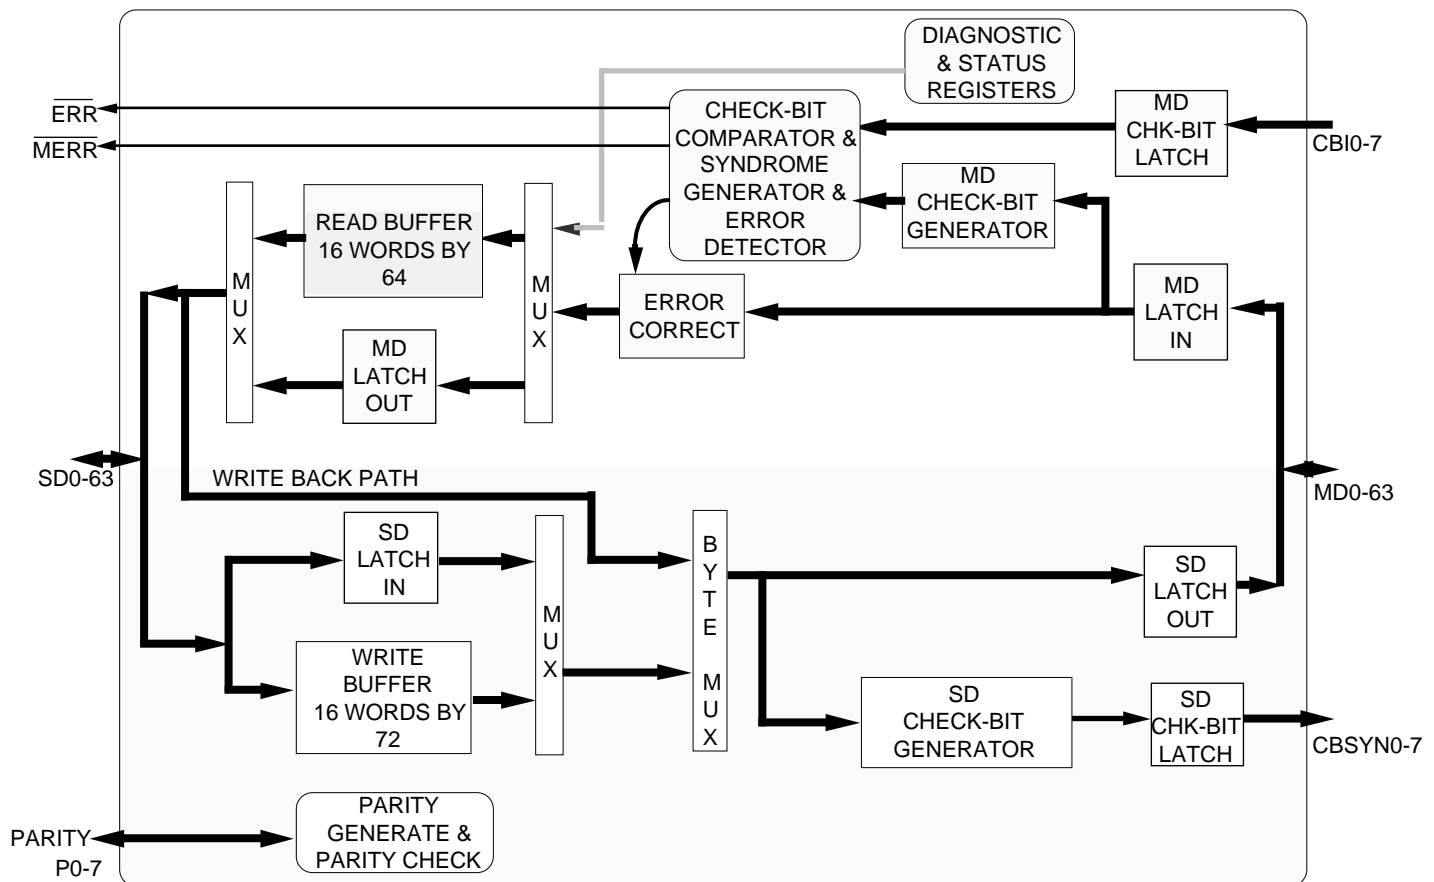 DIAGNOSTIC
& STATUS
REGISTERS
ERR
MERR
CHECK-BIT
COMPARATOR &
SYNDROME
GENERATOR &
ERROR
DETECTOR
MD
CHK-BIT
LATCH
CBI0-7
MD
CHECK-BIT
GENERATOR
READ BUFFER
16 WORDS BY
64
M
U
X
M
U
X
ERROR
CORRECT
MD
LATCH
IN
MD
LATCH
OUT
SD0-63
WRITE BACK PATH
MD0-63
SD
LATCH
IN
M
U
X
B
Y
T
E
M
U
X
SD
LATCH
OUT
WRITE
BUFFER
16 WORDS BY
72
SD
CHECK-BIT
GENERATOR
SD
CHK-BIT
LATCH
CBSYN0-7
PARITY
P0-7
PARITY
GENERATE &
PARITY CHECK